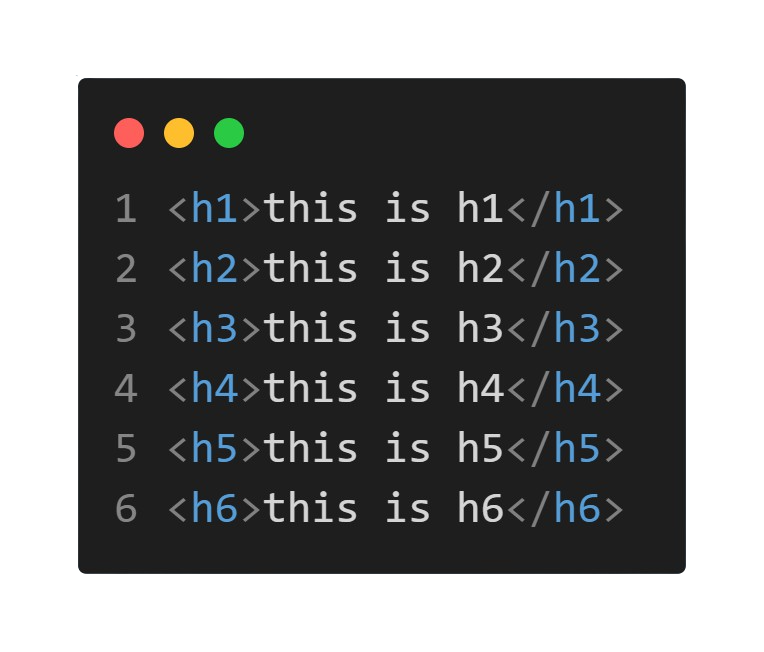 1 <h1>this is h1</h1>
2 <h2>this is h2</h2>
3 <h3>this is h3</h3>
4 <h4>this is h4</h4>
5 <h5>this is h5</h5>
6 <h6>this is h6</h6>